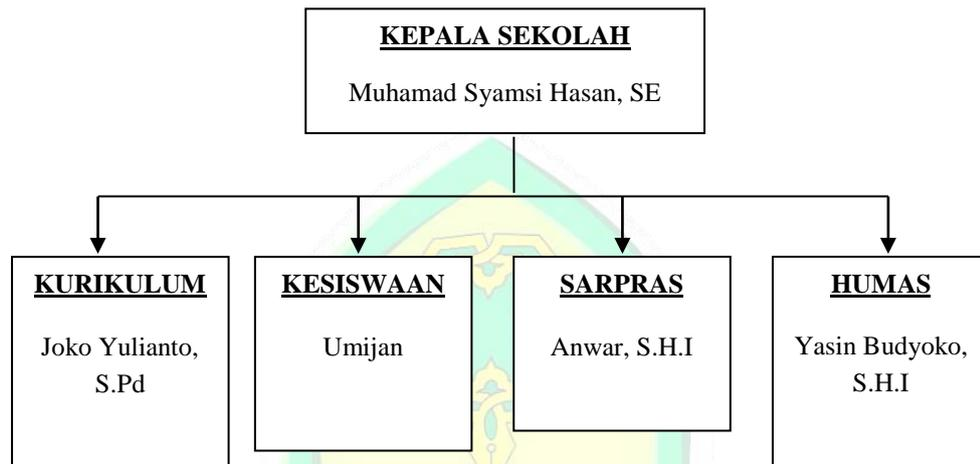 KEPALA SEKOLAH
Muhamad Syamsi Hasan, SE
KURIKULUM
Joko Yulianto,
S.Pd
KESISWAAN
Umijan
SARPRAS
Anwar, S.H.I
HUMAS
Yasin Budyoko,
S.H.I